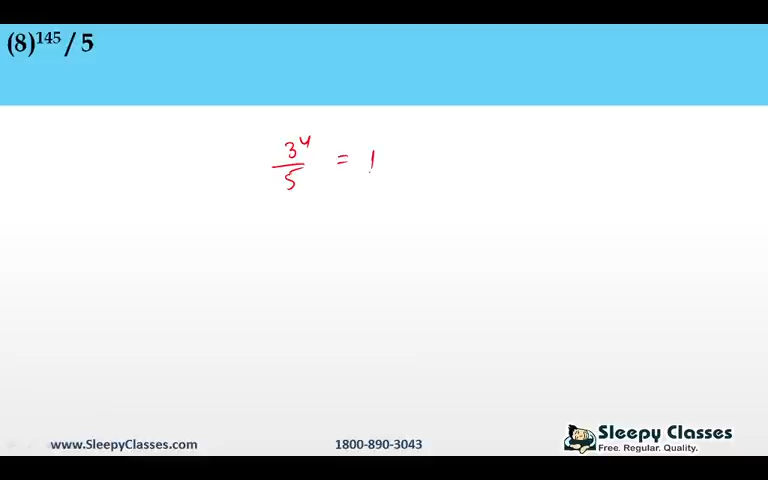 (8)¹⁴⁵ / 5
3⁴
5
= 1
www.SleepyClasses.com
1800-890-3043
Sleepy Classes
Free. Regular. Quality.